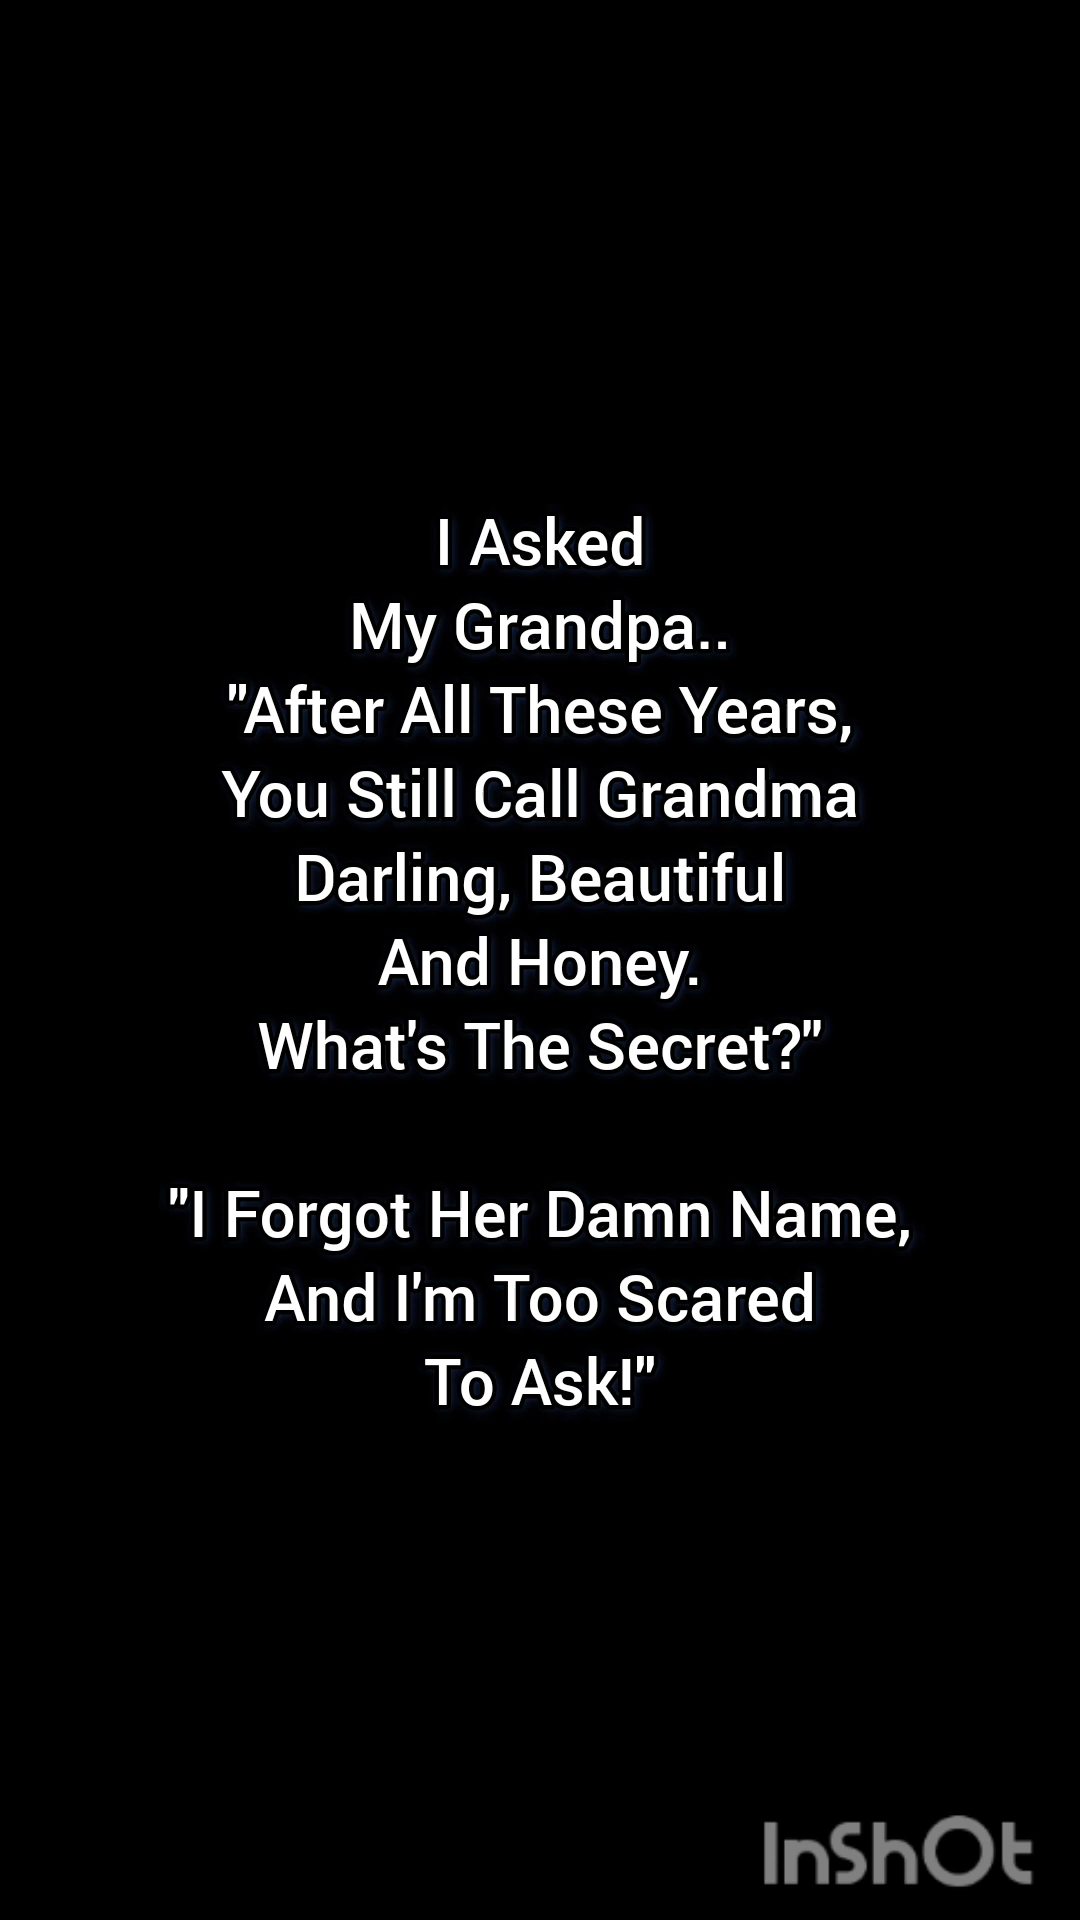 I Asked
My Grandpa..
"After All These Years,
You Still Call Grandma
Darling, Beautiful
And Honey.
What's The Secret?"
"I Forgot Her Damn Name,
And I'm Too Scared
To Ask!"
InShOt